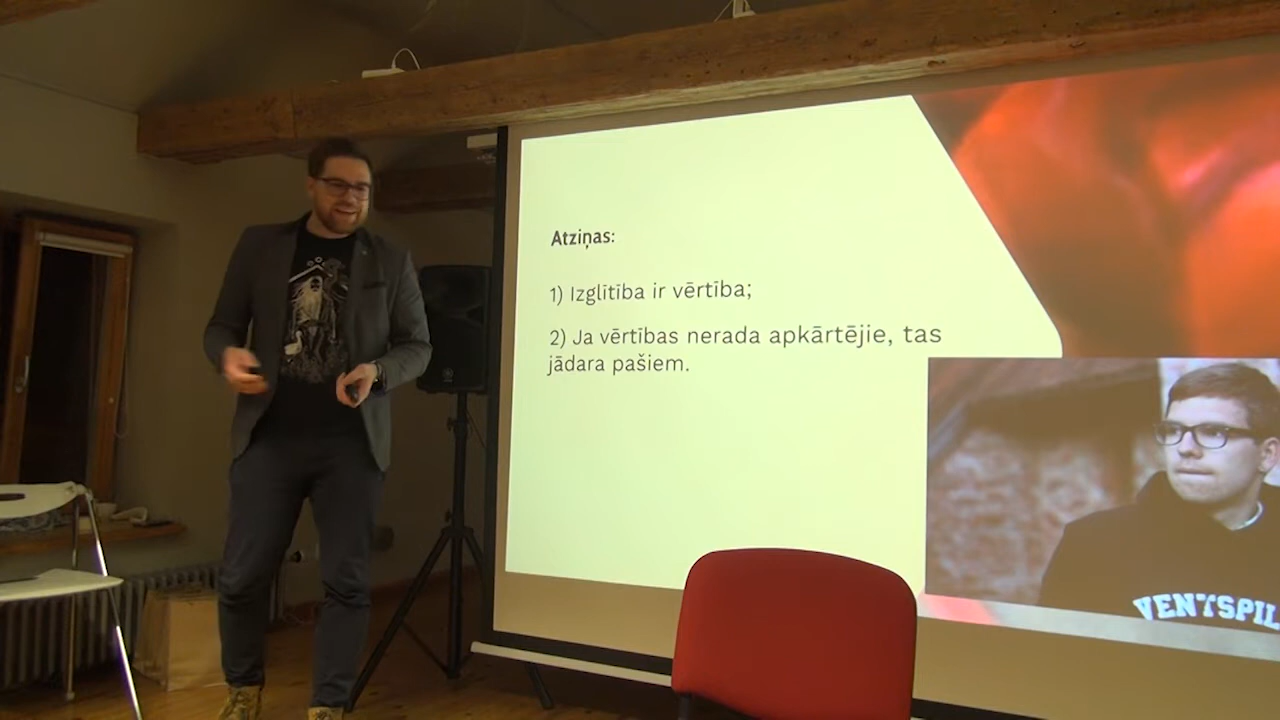 Atziņas:
1) Izglītība ir vērtība;
2) Ja vērtības nerada apkārtējie, tas
jādara pašiem.
VENTSPIL